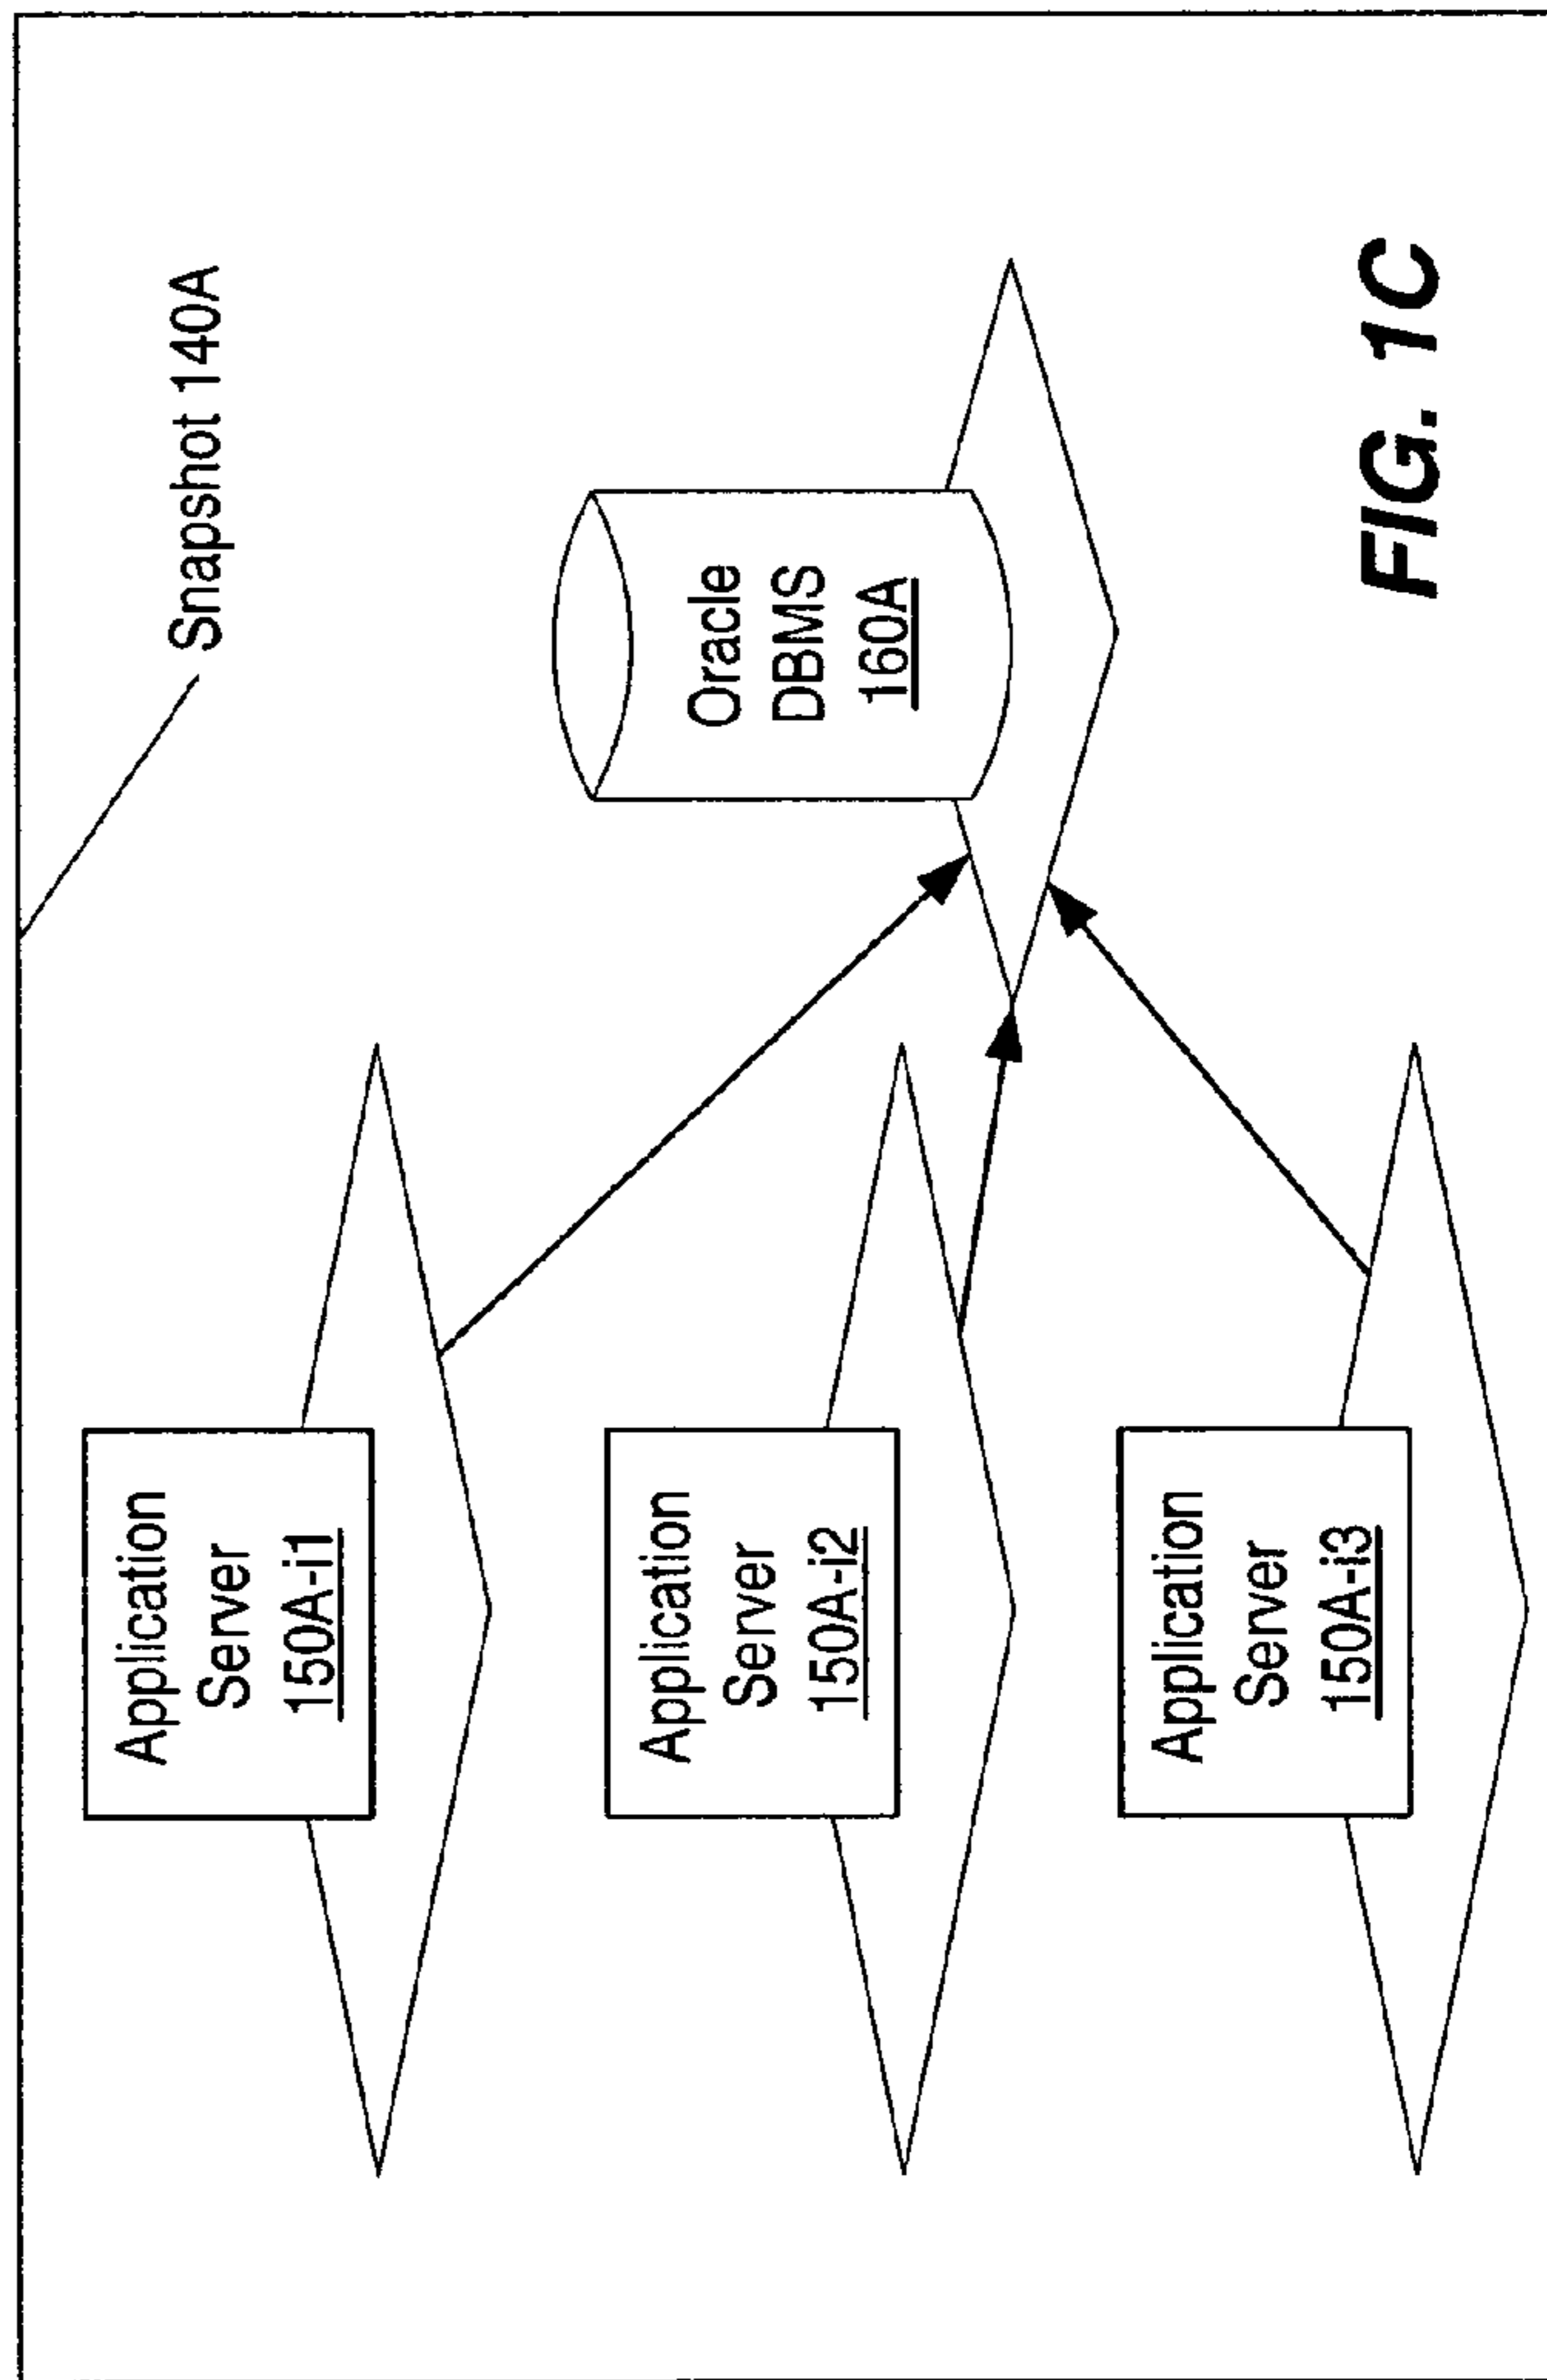 Snapshot 140A
Application
Server
150A-i1
Application
Server
150A-i2
Application
Server
150A-i3
Oracle
DBMS
160A
FIG. 1C